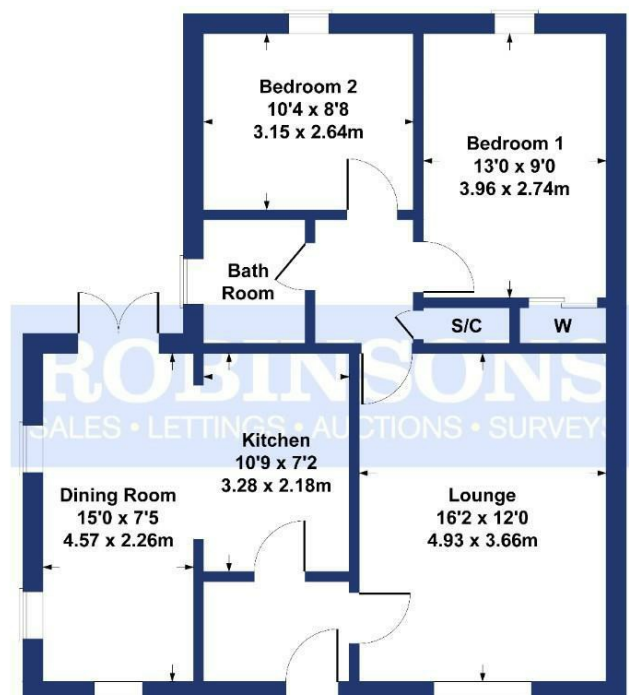 Bedroom 2
10'4 x 8'8
3.15 x 2.64m
Bedroom 1
13'0 x 9'0
3.96 x 2.74m
Bath
Room
S/C
W
ROBINSONS
SALES • LETTINGS • AUCTIONS • SURVEYS
Kitchen
10'9 x 7'2
3.28 x 2.18m
Dining Room
15'0 x 7'5
4.57 x 2.26m
Lounge
16'2 x 12'0
4.93 x 3.66m